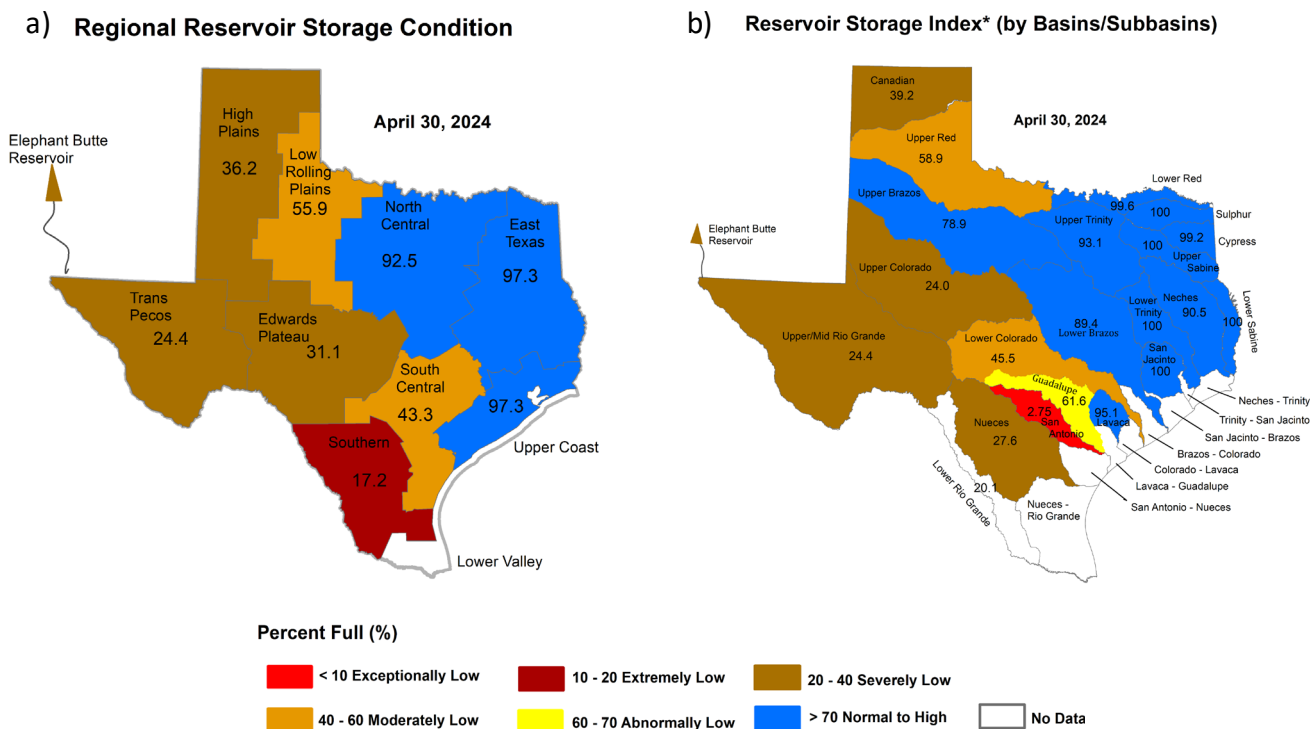 a) Regional Reservoir Storage Condition
April 30, 2024
Elephant Butte
Reservoir
High
Plains
36.2
Low
Rolling
Plains
55.9
North
Central
92.5
East
Texas
97.3
Trans
Pecos
24.4
Edwards
Plateau
31.1
South
Central
43.3
97.3
Upper Coast
Southern
17.2
Lower Valley
b) Reservoir Storage Index* (by Basins/Subbasins)
April 30, 2024
Canadian
39.2
Upper Red
58.9
Lower Red
99.6
Upper Brazos
78.9
Upper Trinity
93.1
100
Sulphur
99.2
Cypress
100
Upper
Sabine
Elephant Butte
Reservoir
Upper Colorado
24.0
Neches
90.5
Lower
Trinity
100
100
Lower Sabine
89.4
Lower Brazos
San
Jacinto
100
Upper/Mid Rio Grande
24.4
Lower Colorado
45.5
Guadalupe
61.6
2.75
San
Antonio
95.1
Lavaca
Nueces
27.6
20.1
Lower Rio Grande
Nueces -
Rio Grande
Neches - Trinity
Trinity - San Jacinto
San Jacinto - Brazos
Brazos - Colorado
Colorado - Lavaca
Lavaca - Guadalupe
San Antonio - Nueces
Percent Full (%)
< 10 Exceptionally Low
10 - 20 Extremely Low
20 - 40 Severely Low
40 - 60 Moderately Low
60 - 70 Abnormally Low
> 70 Normal to High
No Data